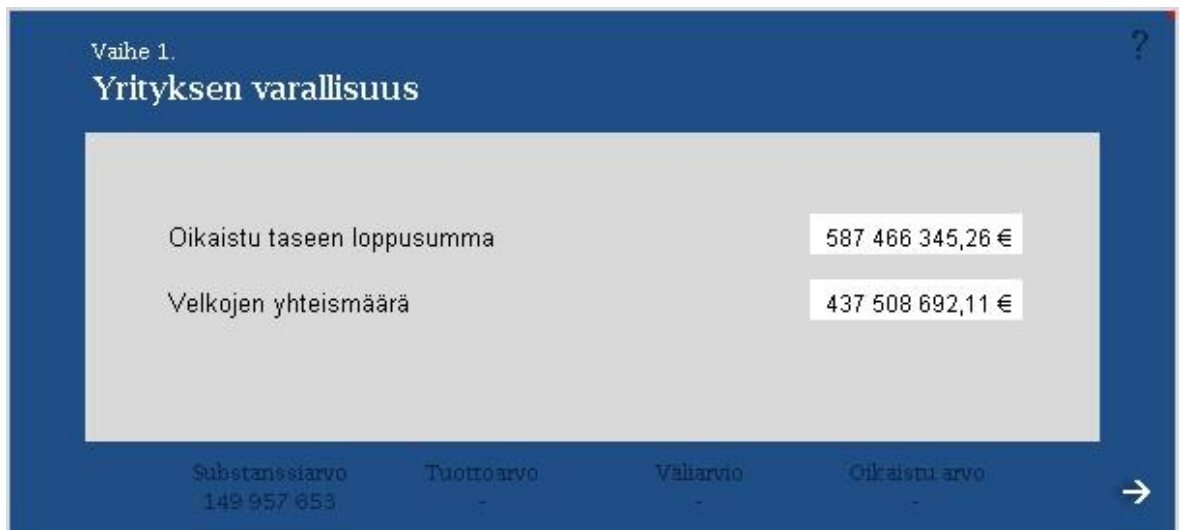 Vaihe 1.
?
Yrityksen varallisuus
Oikaistu taseen loppusumma 587 466 345,26 €
Velkojen yhteismäärä 437 508 692,11 €
Substanssiarvo Tuottoarvo Väliarvio Oikaistu arvo
149 957 653 - - -